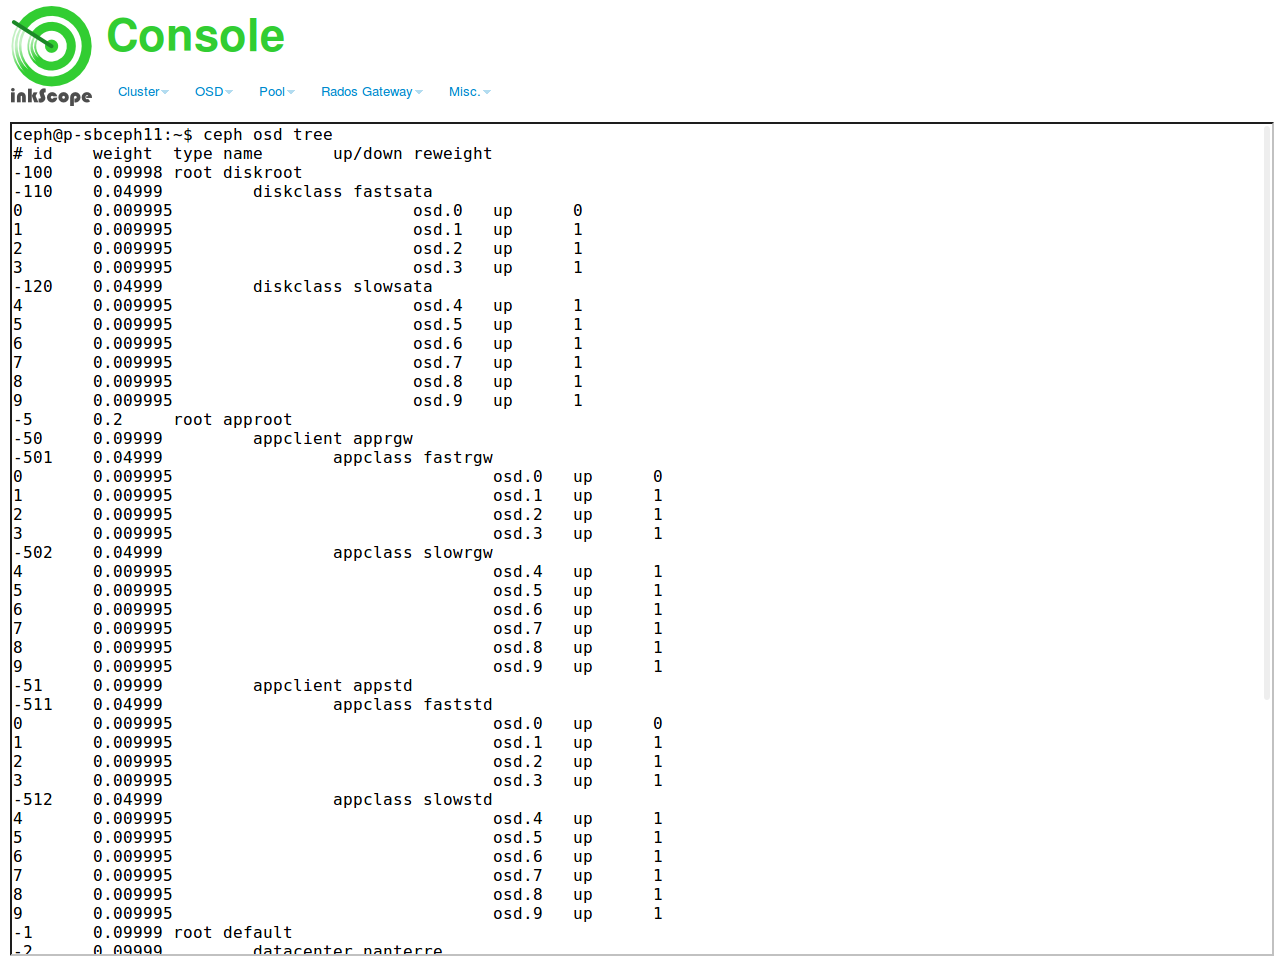 Console
inkScope
Cluster OSD Pool Rados Gateway Misc.
ceph@p-sbceph11:~$ ceph osd tree
# id    weight  type name       up/down reweight
-100    0.09998 root diskroot
-110    0.04999         diskclass fastsata
0       0.009995                        osd.0   up      0
1       0.009995                        osd.1   up      1
2       0.009995                        osd.2   up      1
3       0.009995                        osd.3   up      1
-120    0.04999         diskclass slowsata
4       0.009995                        osd.4   up      1
5       0.009995                        osd.5   up      1
6       0.009995                        osd.6   up      1
7       0.009995                        osd.7   up      1
8       0.009995                        osd.8   up      1
9       0.009995                        osd.9   up      1
-5      0.2     root approot
-50     0.09999         appclient apprgw
-501    0.04999                 appclass fastrgw
0       0.009995                                osd.0   up      0
1       0.009995                                osd.1   up      1
2       0.009995                                osd.2   up      1
3       0.009995                                osd.3   up      1
-502    0.04999                 appclass slowrgw
4       0.009995                                osd.4   up      1
5       0.009995                                osd.5   up      1
6       0.009995                                osd.6   up      1
7       0.009995                                osd.7   up      1
8       0.009995                                osd.8   up      1
9       0.009995                                osd.9   up      1
-51     0.09999         appclient appstd
-511    0.04999                 appclass faststd
0       0.009995                                osd.0   up      0
1       0.009995                                osd.1   up      1
2       0.009995                                osd.2   up      1
3       0.009995                                osd.3   up      1
-512    0.04999                 appclass slowstd
4       0.009995                                osd.4   up      1
5       0.009995                                osd.5   up      1
6       0.009995                                osd.6   up      1
7       0.009995                                osd.7   up      1
8       0.009995                                osd.8   up      1
9       0.009995                                osd.9   up      1
-1      0.09999 root default
-2      0.09999         datacenter nanterre